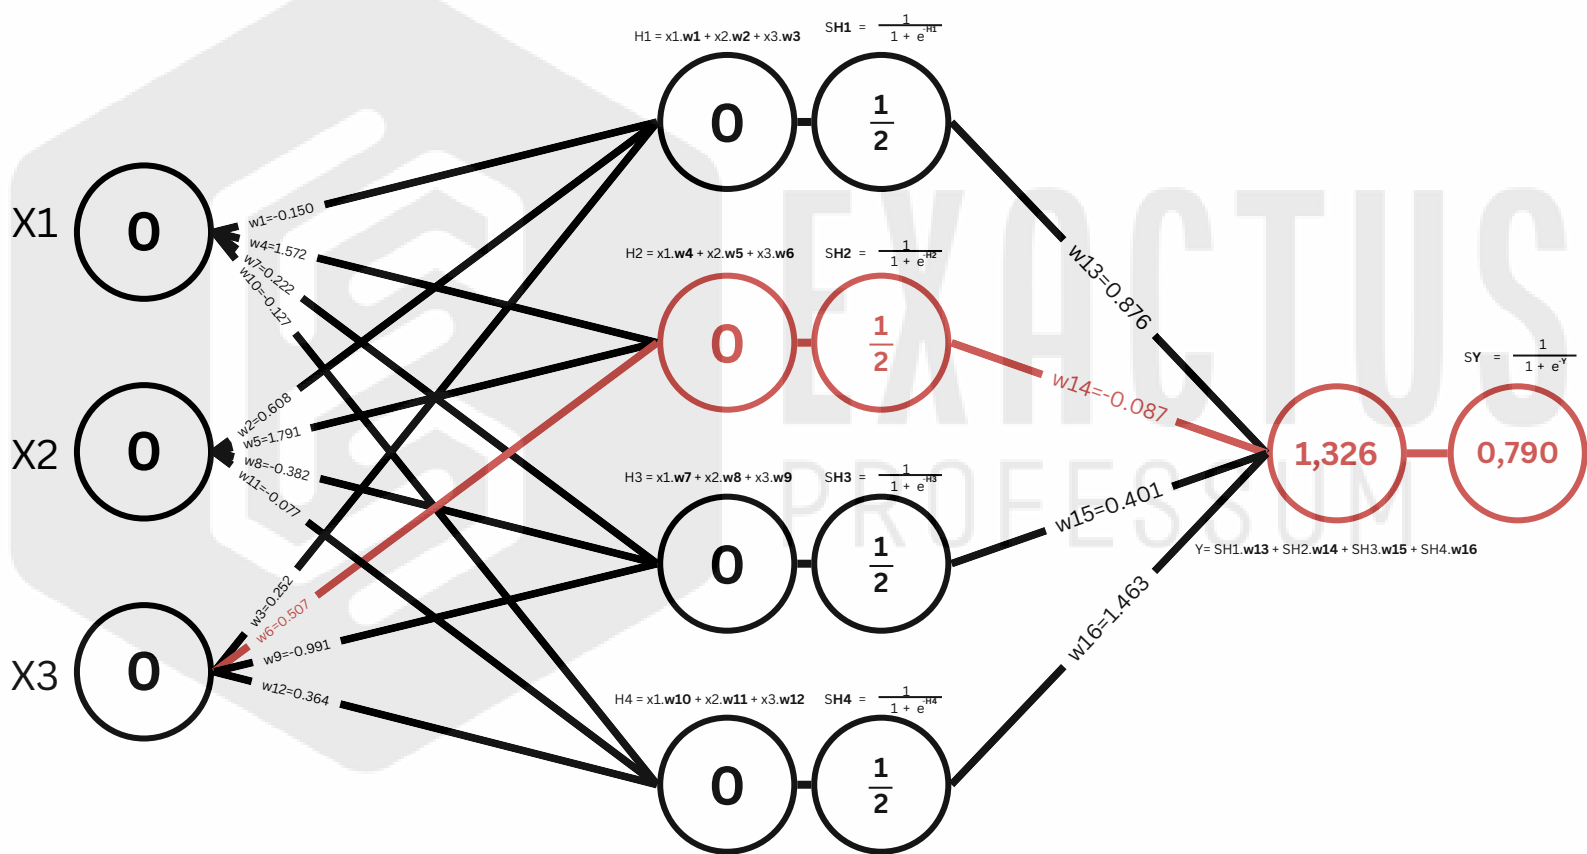 H1 = x1.w1 + x2.w2 + x3.w3
SH1 = 1 / 1 + e^-H1
0
1/2
X1
0
w1=-0.150
w4=1.572
w7=0.222
w10=-0.127
w13=0.876
H2 = x1.w4 + x2.w5 + x3.w6
SH2 = 1 / 1 + e^-H2
0
1/2
w14=-0.087
X2
0
w2=0.608
w5=1.791
w8=-0.382
w11=-0.077
SY = 1 / 1 + e^-Y
1,326
0,790
Y= SH1.w13 + SH2.w14 + SH3.w15 + SH4.w16
H3 = x1.w7 + x2.w8 + x3.w9
SH3 = 1 / 1 + e^-H3
0
1/2
w15=0.401
X3
0
w3=0.252
w6=0.507
w9=-0.991
w12=0.364
w16=1.463
H4 = x1.w10 + x2.w11 + x3.w12
SH4 = 1 / 1 + e^-H4
0
1/2
EXACTUS
PROFESSUM